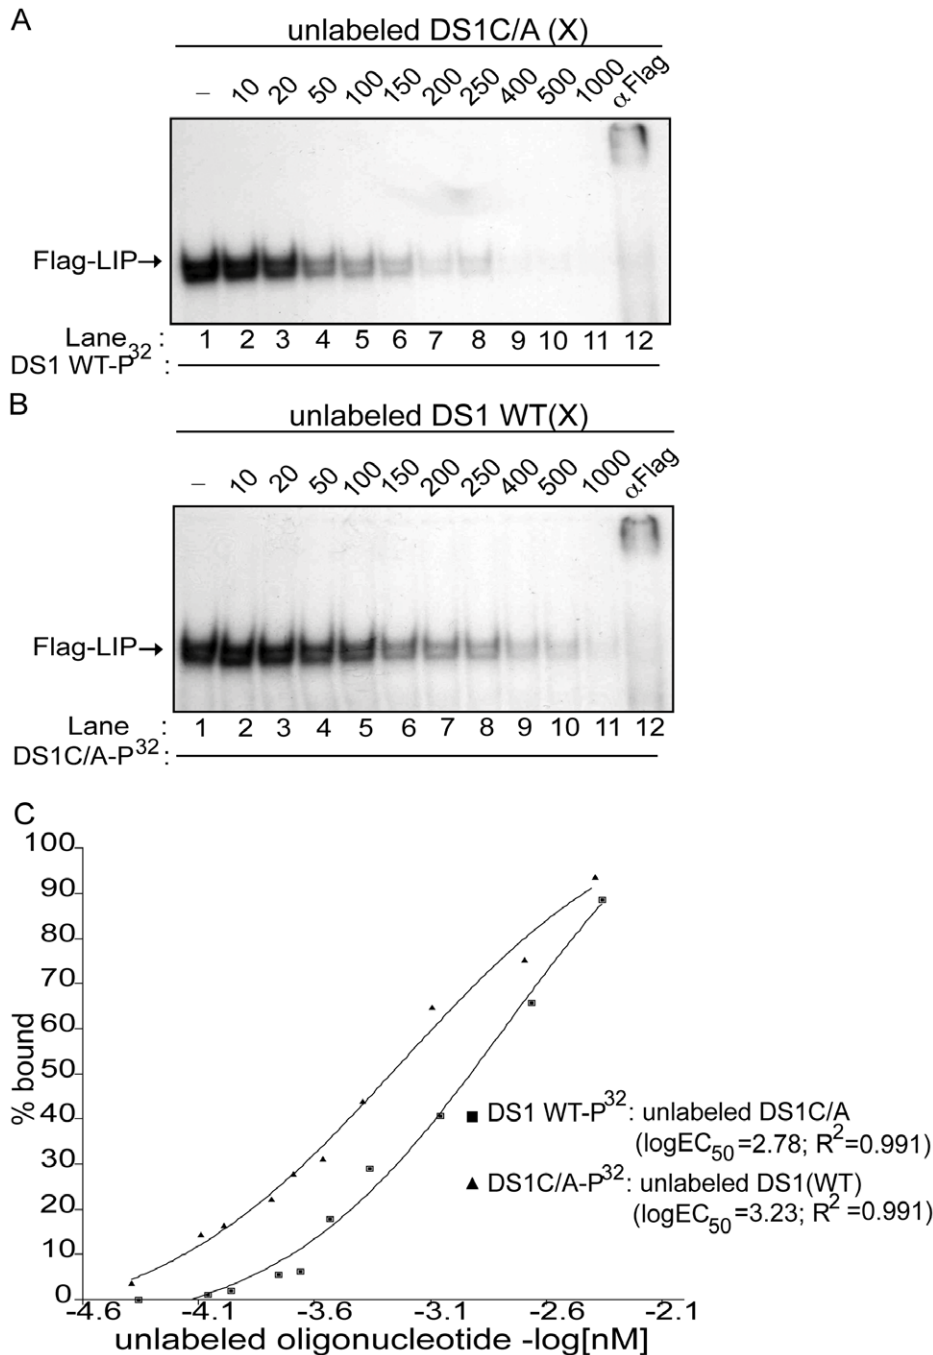 A
unlabeled DS1C/A (X)
– 10 20 50 100 150 200 250 400 500 1000 αFlag
Flag-LIP→
Lane : 1 2 3 4 5 6 7 8 9 10 11 12
DS1 WT-P32 :
B
unlabeled DS1 WT(X)
– 10 20 50 100 150 200 250 400 500 1000 αFlag
Flag-LIP→
Lane : 1 2 3 4 5 6 7 8 9 10 11 12
DS1C/A-P32 :
C
100
90
80
70
60
50
40
30
20
10
0
% bound
■ DS1 WT-P32: unlabeled DS1C/A
(logEC50=2.78; R2=0.991)
▲ DS1C/A-P32: unlabeled DS1(WT)
(logEC50=3.23; R2=0.991)
-4.6 -4.1 -3.6 -3.1 -2.6 -2.1
unlabeled oligonucleotide -log[nM]